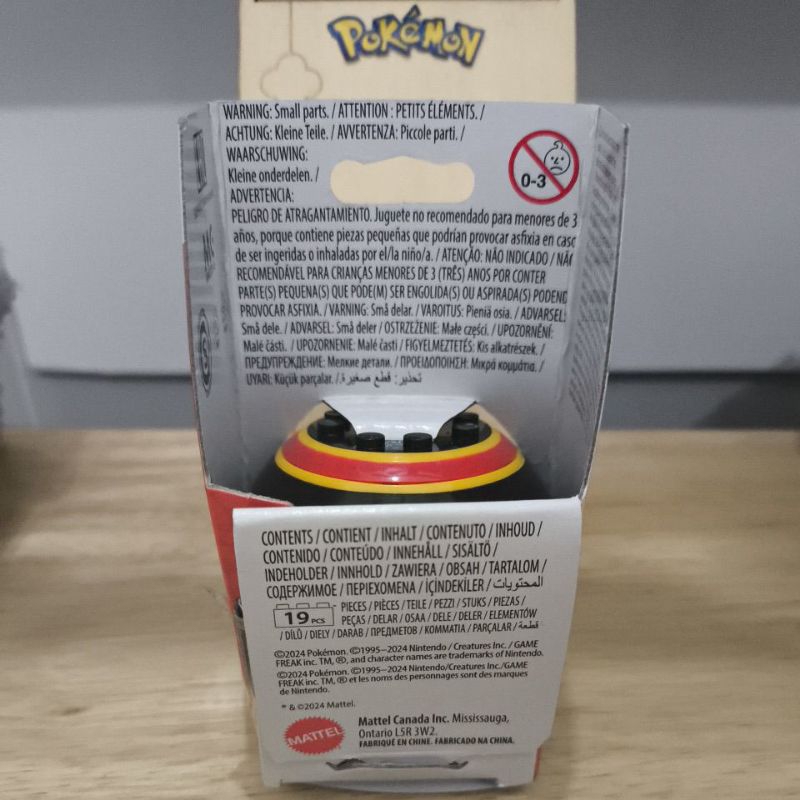 POKéMON
WARNING: Small parts. / ATTENTION : PETITS ÉLÉMENTS. /
ACHTUNG: Kleine Teile. / AVVERTENZA: Piccole parti. /
WAARSCHUWING:
Kleine onderdelen. /
ADVERTENCIA:
0-3
PELIGRO DE ATRAGANTAMIENTO. Juguete no recomendado para menores de 3
años, porque contiene piezas pequeñas que podrían provocar asfixia en caso
de ser ingeridas o inhaladas por el/la niño/a. / ATENÇÃO: NÃO INDICADO / NÃO
RECOMENDÁVEL PARA CRIANÇAS MENORES DE 3 (TRÊS) ANOS POR CONTER
PARTE(S) PEQUENA(S) QUE PODE(M) SER ENGOLIDA(S) OU ASPIRADA(S) PODEND
PROVOCAR ASFIXIA. / VARNING: Små delar. / VAROITUS: Pieniä osia. / ADVARSEL:
Små dele. / ADVARSEL: Små deler / OSTRZEŻENIE: Małe części. / UPOZORNĚNÍ:
Malé části. / UPOZORNENIE: Malé časti / FIGYELMEZTETÉS: Kis alkatrészek. /
ПРЕДУПРЕЖДЕНИЕ: Мелкие детали. / ΠΡΟΕΙΔΟΠΟΙΗΣΗ: Μικρά κομμάτια. /
UYARI: Küçük parçalar. / تحذير: قطع صغيرة.
CONTENTS / CONTIENT / INHALT / CONTENUTO / INHOUD /
CONTENIDO / CONTEÚDO / INNEHÅLL / SISÄLTÖ /
INDEHOLDER / INNHOLD / ZAWIERA / OBSAH / TARTALOM /
СОДЕРЖИМОЕ / ΠΕΡΙΕΧΟΜΕΝΑ / İÇİNDEKİLER / المحتويات
19 PCS
PIECES / PIÈCES / TEILE / PEZZI / STUKS / PIEZAS /
PEÇAS / DELAR / OSAA / DELE / DELER / ELEMENTÓW
/ DÍLŮ / DIELY / DARAB / ПРЕДМЕТОВ / ΚΟΜΜΑΤΙΑ / PARÇALAR / قطعة
©2024 Pokémon. ©1995–2024 Nintendo / Creatures Inc. / GAME
FREAK inc. TM, ®, and character names are trademarks of Nintendo.
©2024 Pokémon. ©1995–2024 Nintendo/Creatures Inc./GAME
FREAK inc. TM, ® et les noms des personnages sont des marques
de Nintendo.
* & ©2024 Mattel.
MATTEL
Mattel Canada Inc. Mississauga,
Ontario L5R 3W2.
FABRIQUÉ EN CHINE. FABRICADO NA CHINA.